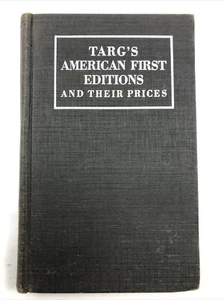 TARG'S
AMERICAN FIRST
EDITIONS
AND THEIR PRICES